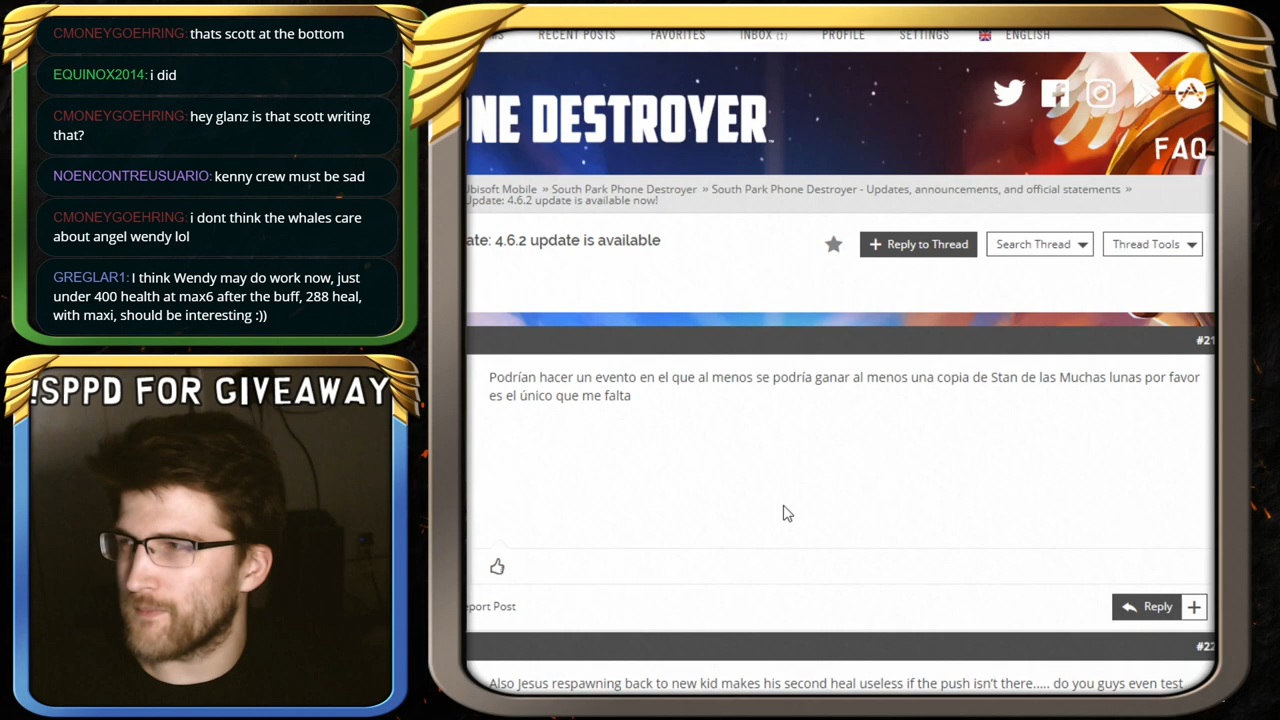 CMONEYGOEHRING: thats scott at the bottom
EQUINOX2014: i did
CMONEYGOEHRING: hey glanz is that scott writing
that?
NOENCONTREUSUARIO: kenny crew must be sad
CMONEYGOEHRING: i dont think the whales care
about angel wendy lol
GREGLAR1: I think Wendy may do work now, just
under 400 health at max6 after the buff, 288 heal,
with maxi, should be interesting :))
!SPPD FOR GIVEAWAY
RECENT POSTS FAVORITES INBOX (1) PROFILE SETTINGS ENGLISH
NE DESTROYER
FAQ
Ubisoft Mobile » South Park Phone Destroyer » South Park Phone Destroyer - Updates, announcements, and official statements »
Update: 4.6.2 update is available now!
ate: 4.6.2 update is available
+ Reply to Thread Search Thread Thread Tools
#21
Podrían hacer un evento en el que al menos se podría ganar al menos una copia de Stan de las Muchas lunas por favor
es el único que me falta
eport Post
Reply +
#22
Also Jesus respawning back to new kid makes his second heal useless if the push isn't there..... do you guys even test